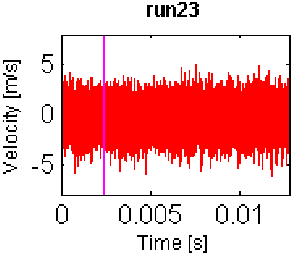 run23
Velocity [m/s]
5
0
-5
0 0.005 0.01
Time [s]